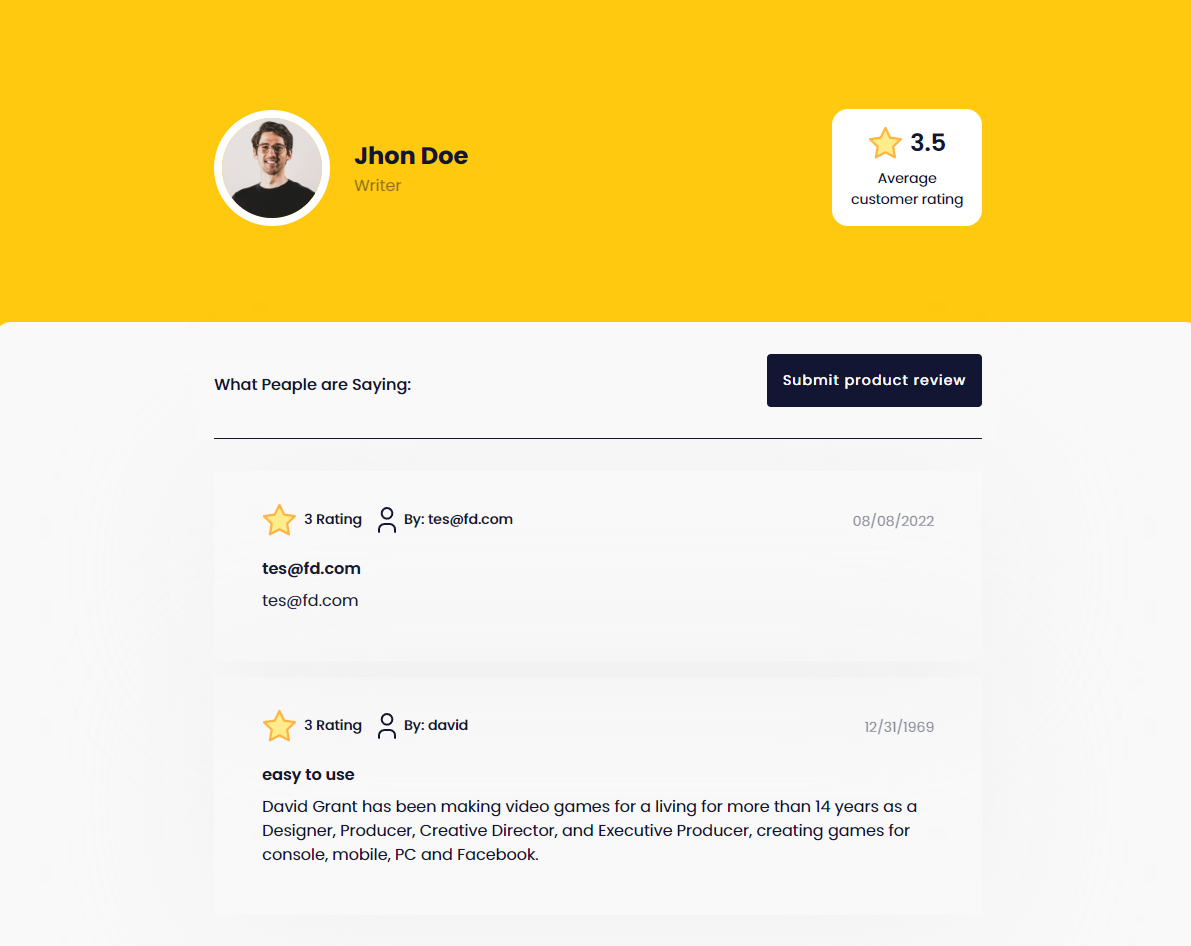 Jhon Doe
Writer
3.5
Average
customer rating
What Peaple are Saying:
Submit product review
3 Rating By: tes@fd.com 08/08/2022
tes@fd.com
tes@fd.com
3 Rating By: david 12/31/1969
easy to use
David Grant has been making video games for a living for more than 14 years as a
Designer, Producer, Creative Director, and Executive Producer, creating games for
console, mobile, PC and Facebook.